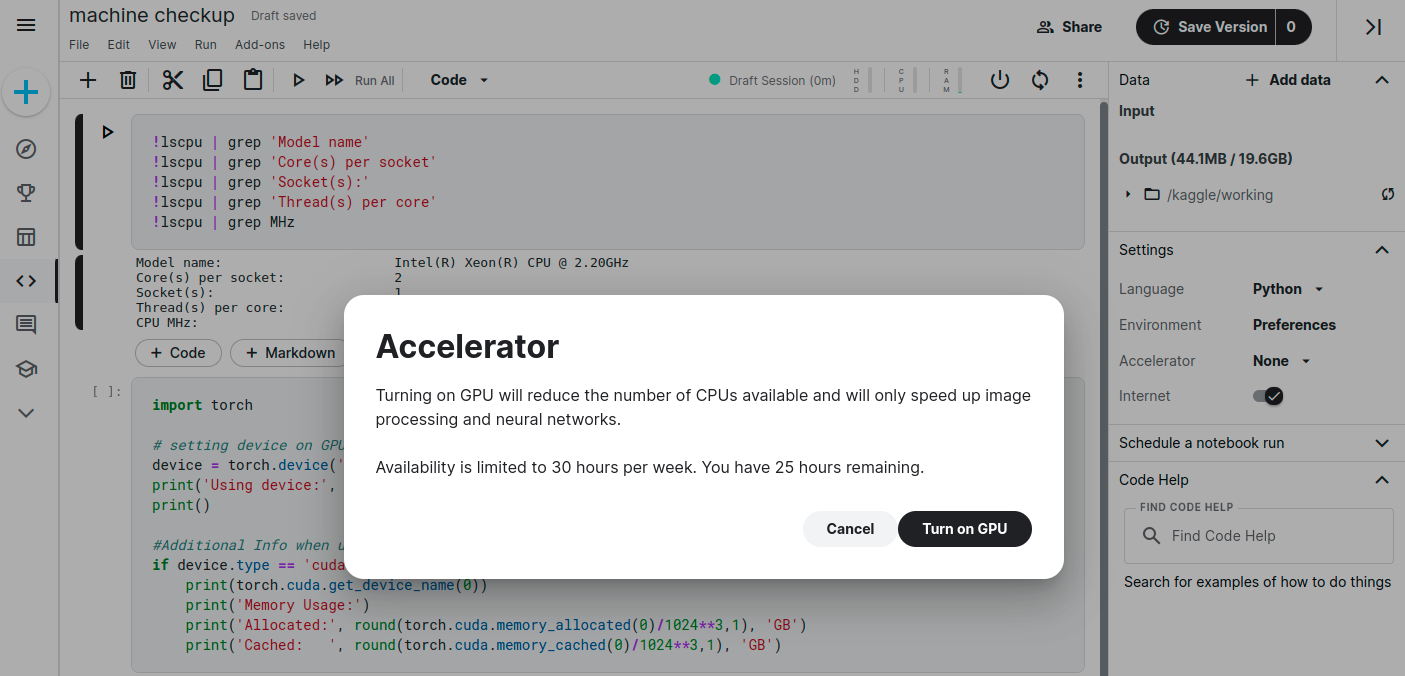 machine checkup Draft saved
File Edit View Run Add-ons Help
Share
Save Version 0
Run All
Code
Draft Session (0m)
HDD
CPU
RAM
!lscpu | grep 'Model name'
!lscpu | grep 'Core(s) per socket'
!lscpu | grep 'Socket(s):'
!lscpu | grep 'Thread(s) per core'
!lscpu | grep MHz
Model name: Intel(R) Xeon(R) CPU @ 2.20GHz
Core(s) per socket: 2
Socket(s): 1
Thread(s) per core:
CPU MHz:
+ Code + Markdown
[ ]:
import torch
# setting device on GPU
device = torch.device('
print('Using device:',
print()
#Additional Info when u
if device.type == 'cuda
print(torch.cuda.get_device_name(0))
print('Memory Usage:')
print('Allocated:', round(torch.cuda.memory_allocated(0)/1024**3,1), 'GB')
print('Cached:   ', round(torch.cuda.memory_cached(0)/1024**3,1), 'GB')
Accelerator
Turning on GPU will reduce the number of CPUs available and will only speed up image
processing and neural networks.
Availability is limited to 30 hours per week. You have 25 hours remaining.
Cancel Turn on GPU
Data + Add data
Input
Output (44.1MB / 19.6GB)
/kaggle/working
Settings
Language Python
Environment Preferences
Accelerator None
Internet
Schedule a notebook run
Code Help
FIND CODE HELP
Find Code Help
Search for examples of how to do things